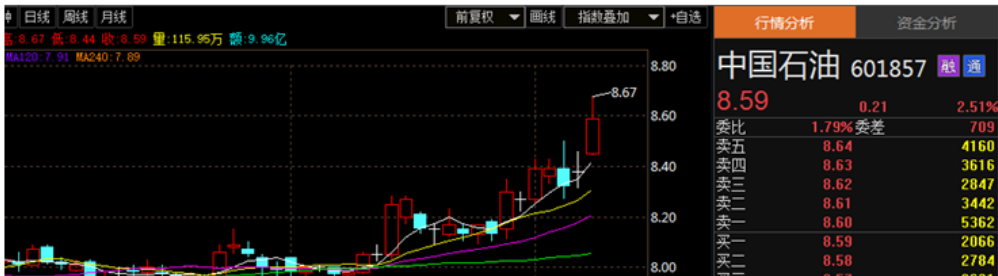 日线 周线 月线 前复权 画线 指数叠加 +自选
高:8.67 低:8.44 收:8.59 量:115.95万 额:9.96亿
MA120:7.91 MA240:7.89
8.80
8.67
8.60
8.40
8.20
8.00
行情分析 资金分析
中国石油 601857 融 通
8.59 0.21 2.51%
委比 1.79% 委差 709
卖五 8.64 4160
卖四 8.63 3616
卖三 8.62 2847
卖二 8.61 3442
卖一 8.60 5362
买一 8.59 2066
买二 8.58 2784